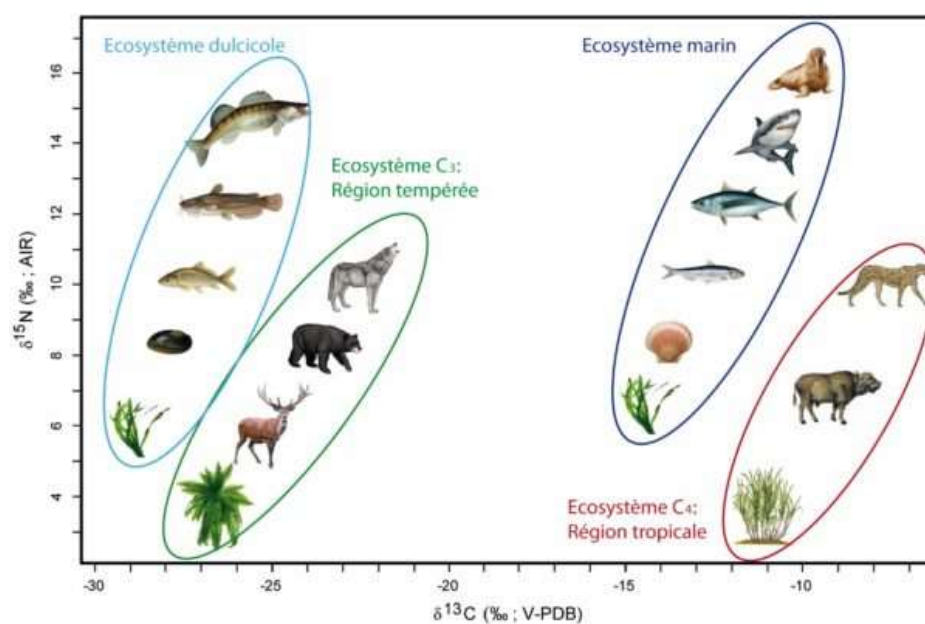 Ecosystème dulcicole
Ecosystème marin
Ecosystème C₃:
Région tempérée
Ecosystème C₄:
Région tropicale
δ¹⁵N (‰ ; AIR)
16
14
12
10
8
6
4
-30
-25
-20
-15
-10
δ¹³C (‰ ; V-PDB)